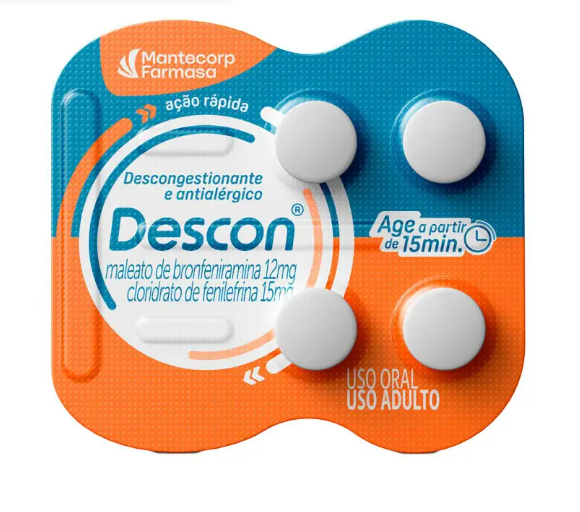 Mantecorp
Farmasa
ação rápida
Descongestionante
e antialérgico
Descon®
maleato de bronfeniramina 12mg
cloridrato de fenilefrina 15mg
Age a partir
de 15min.
USO ORAL
USO ADULTO